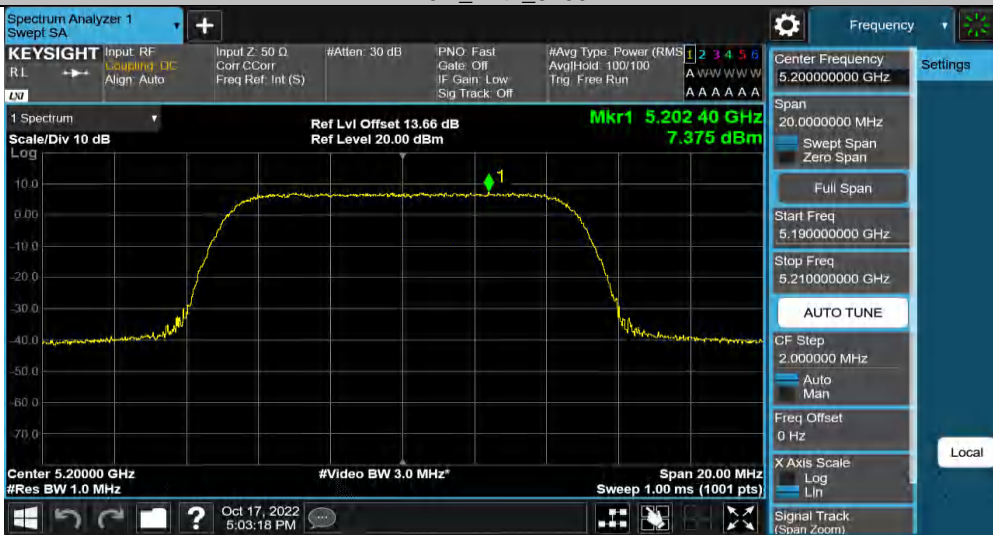 Spectrum Analyzer 1
Swept SA
+
Frequency
KEYSIGHT
RL
LXI
Input: RF
Coupling: DC
Align: Auto
Input Z: 50 Ω
Corr CCorr
Freq Ref: Int (S)
#Atten: 30 dB
PNO: Fast
Gate: Off
IF Gain: Low
Sig Track: Off
#Avg Type: Power (RMS
Avg|Hold: 100/100
Trig: Free Run
1 2 3 4 5 6
A W W W W W
A A A A A A
1 Spectrum
Scale/Div 10 dB
Ref Lvl Offset 13.66 dB
Ref Level 20.00 dBm
Mkr1 5.202 40 GHz
7.375 dBm
Log
10.0
0.00
-10.0
-20.0
-30.0
-40.0
-50.0
-60.0
-70.0
1
Center 5.20000 GHz
#Res BW 1.0 MHz
#Video BW 3.0 MHz*
Span 20.00 MHz
Sweep 1.00 ms (1001 pts)
?
Oct 17, 2022
5:03:18 PM
Center Frequency
5.200000000 GHz
Span
20.0000000 MHz
Swept Span
Zero Span
Full Span
Start Freq
5.190000000 GHz
Stop Freq
5.210000000 GHz
AUTO TUNE
CF Step
2.000000 MHz
Auto
Man
Freq Offset
0 Hz
X Axis Scale
Log
Lin
Signal Track
(Span Zoom)
Settings
Local